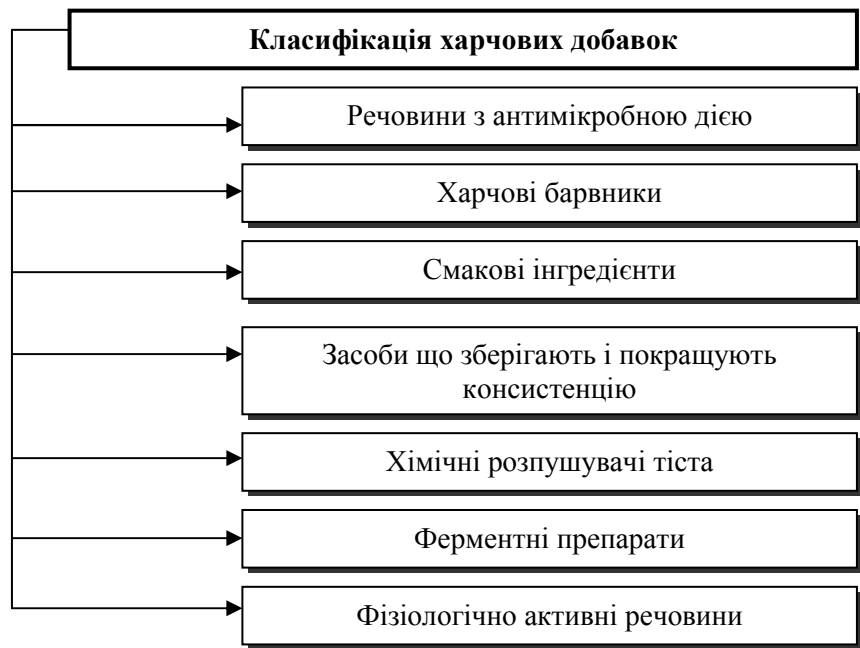 Класифікація харчових добавок
Речовини з антимікробною дією
Харчові барвники
Смакові інгредієнти
Засоби що зберігають і покращують
консистенцію
Хімічні розпушувачі тіста
Ферментні препарати
Фізіологічно активні речовини